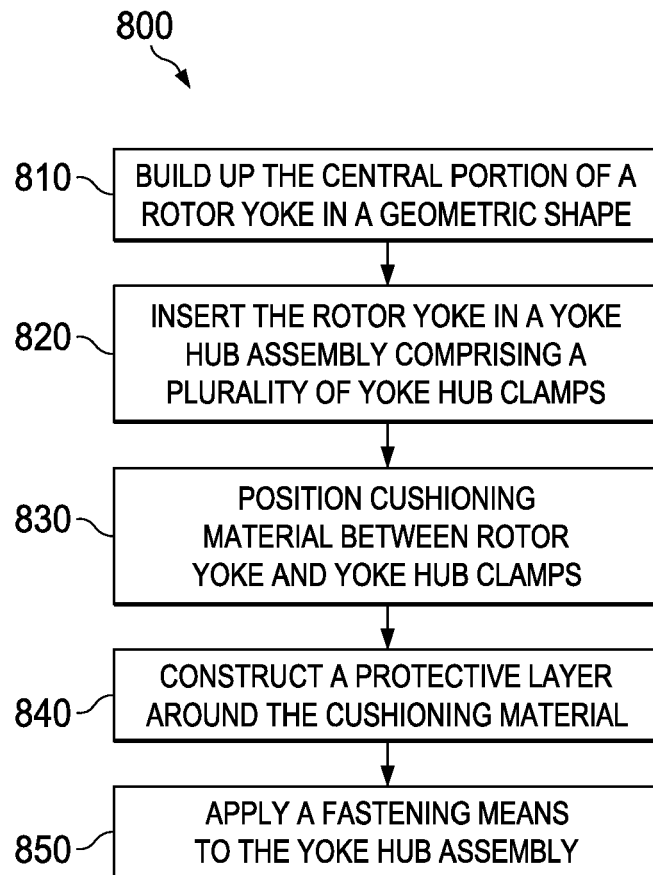 800
810
BUILD UP THE CENTRAL PORTION OF A
ROTOR YOKE IN A GEOMETRIC SHAPE
820
INSERT THE ROTOR YOKE IN A YOKE
HUB ASSEMBLY COMPRISING A
PLURALITY OF YOKE HUB CLAMPS
830
POSITION CUSHIONING
MATERIAL BETWEEN ROTOR
YOKE AND YOKE HUB CLAMPS
840
CONSTRUCT A PROTECTIVE LAYER
AROUND THE CUSHIONING MATERIAL
850
APPLY A FASTENING MEANS
TO THE YOKE HUB ASSEMBLY